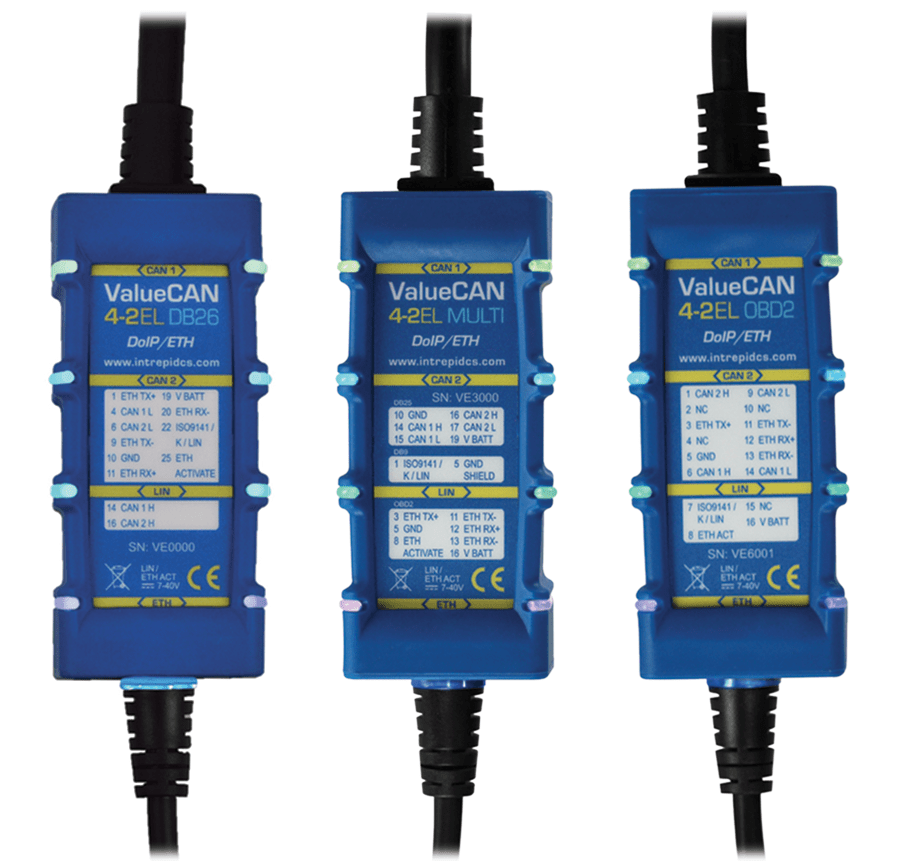 CAN 1
ValueCAN
4-2EL DB26
DoIP/ETH
www.intrepidcs.com
CAN 2
1 ETH TX+ 19 V BATT
4 CAN 1 L 20 ETH RX-
6 CAN 2 L 22 ISO9141 /
9 ETH TX- K / LIN
10 GND 25 ETH
11 ETH RX+ ACTIVATE
LIN
14 CAN 1 H
16 CAN 2 H
SN: VE0000
LIN /
ETH ACT
7-40V
CE
ETH
CAN 1
ValueCAN
4-2EL MULTI
DoIP/ETH
www.intrepidcs.com
CAN 2
SN: VE3000
DB25
10 GND 16 CAN 2 H
14 CAN 1 H 17 CAN 2 L
15 CAN 1 L 19 V BATT
DB9
1 ISO9141 / 5 GND
K / LIN SHIELD
LIN
OBD2
3 ETH TX+ 11 ETH TX-
5 GND 12 ETH RX+
8 ETH 13 ETH RX-
ACTIVATE 16 V BATT
LIN /
ETH ACT
7-40V
CE
ETH
CAN 1
ValueCAN
4-2EL OBD2
DoIP/ETH
www.intrepidcs.com
CAN 2
1 CAN 2 H 9 CAN 2 L
2 NC 10 NC
3 ETH TX+ 11 ETH TX-
4 NC 12 ETH RX+
5 GND 13 ETH RX-
6 CAN 1 H 14 CAN 1 L
LIN
7 ISO9141 / 15 NC
K / LIN 16 V BATT
8 ETH ACT
SN: VE6001
LIN /
ETH ACT
7-40V
CE
ETH